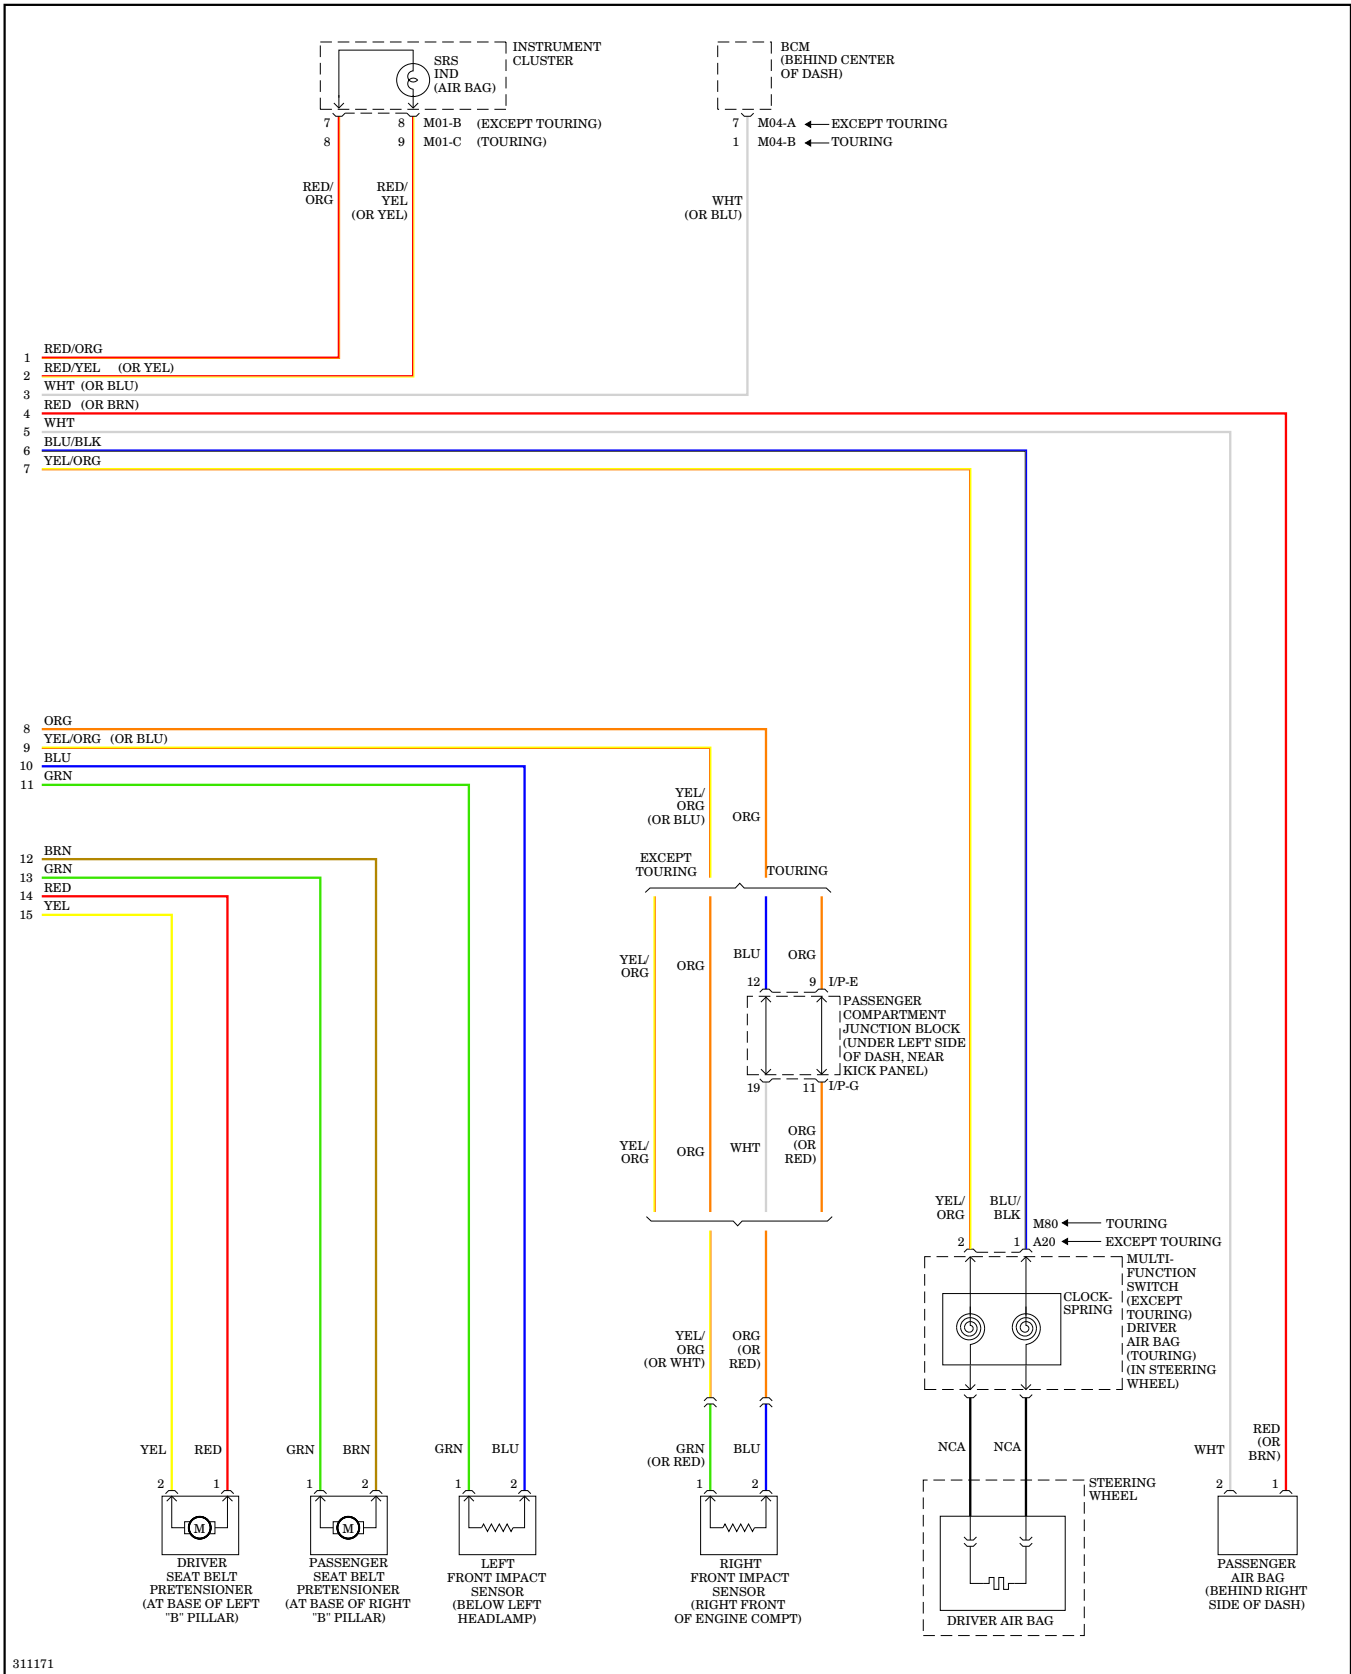 INSTRUMENT
CLUSTER
SRS
IND
(AIR BAG)
BCM
(BEHIND CENTER
OF DASH)
7 8 M01-B (EXCEPT TOURING)
8 9 M01-C (TOURING)
7 M04-A EXCEPT TOURING
1 M04-B TOURING
RED/
ORG
RED/
YEL
(OR YEL)
WHT
(OR BLU)
1 RED/ORG
2 RED/YEL (OR YEL)
3 WHT (OR BLU)
4 RED (OR BRN)
5 WHT
6 BLU/BLK
7 YEL/ORG
8 ORG
9 YEL/ORG (OR BLU)
10 BLU
11 GRN
12 BRN
13 GRN
14 RED
15 YEL
YEL/
ORG
(OR BLU)
ORG
EXCEPT
TOURING
TOURING
YEL/
ORG
ORG
BLU
ORG
12 9 I/P-E
PASSENGER
COMPARTMENT
JUNCTION BLOCK
(UNDER LEFT SIDE
OF DASH, NEAR
KICK PANEL)
19 11 I/P-G
YEL/
ORG
ORG
WHT
ORG
(OR
RED)
YEL/
ORG
BLU/
BLK
M80 TOURING
2 1 A20 EXCEPT TOURING
CLOCK-
SPRING
MULTI-
FUNCTION
SWITCH
(EXCEPT
TOURING)
DRIVER
AIR BAG
(TOURING)
(IN STEERING
WHEEL)
YEL/
ORG
(OR WHT)
ORG
(OR
RED)
YEL RED GRN BRN GRN BLU
GRN
(OR RED)
BLU
NCA NCA
WHT
RED
(OR
BRN)
2 1 1 2 1 2 1 2 2 1
STEERING
WHEEL
M
M
DRIVER
SEAT BELT
PRETENSIONER
(AT BASE OF LEFT
"B" PILLAR)
PASSENGER
SEAT BELT
PRETENSIONER
(AT BASE OF RIGHT
"B" PILLAR)
LEFT
FRONT IMPACT
SENSOR
(BELOW LEFT
HEADLAMP)
RIGHT
FRONT IMPACT
SENSOR
(RIGHT FRONT
OF ENGINE COMPT)
DRIVER AIR BAG
PASSENGER
AIR BAG
(BEHIND RIGHT
SIDE OF DASH)
311171